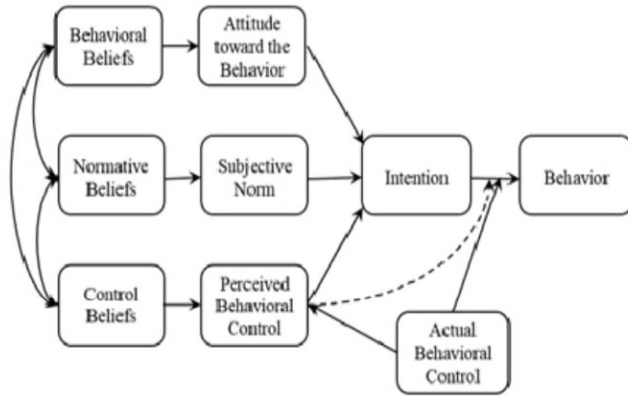 Behavioral
Beliefs
Attitude
toward the
Behavior
Normative
Beliefs
Subjective
Norm
Intention
Behavior
Control
Beliefs
Perceived
Behavioral
Control
Actual
Behavioral
Control